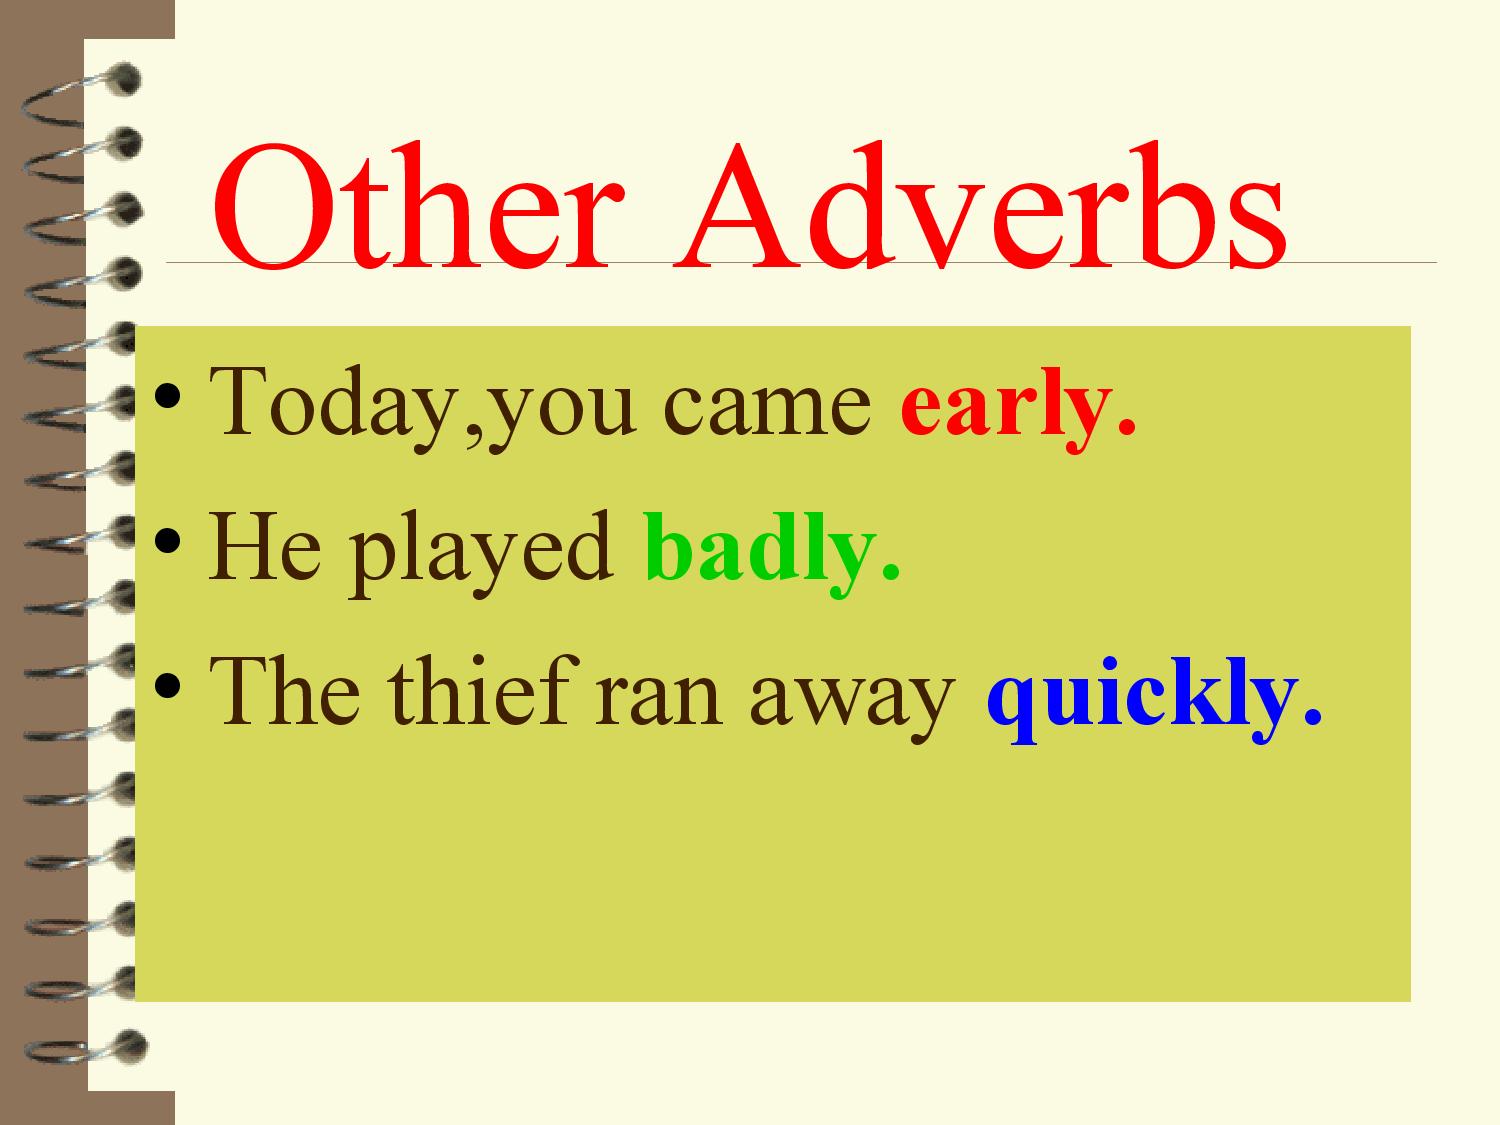 Other Adverbs
• Today,you came early.
• He played badly.
• The thief ran away quickly.